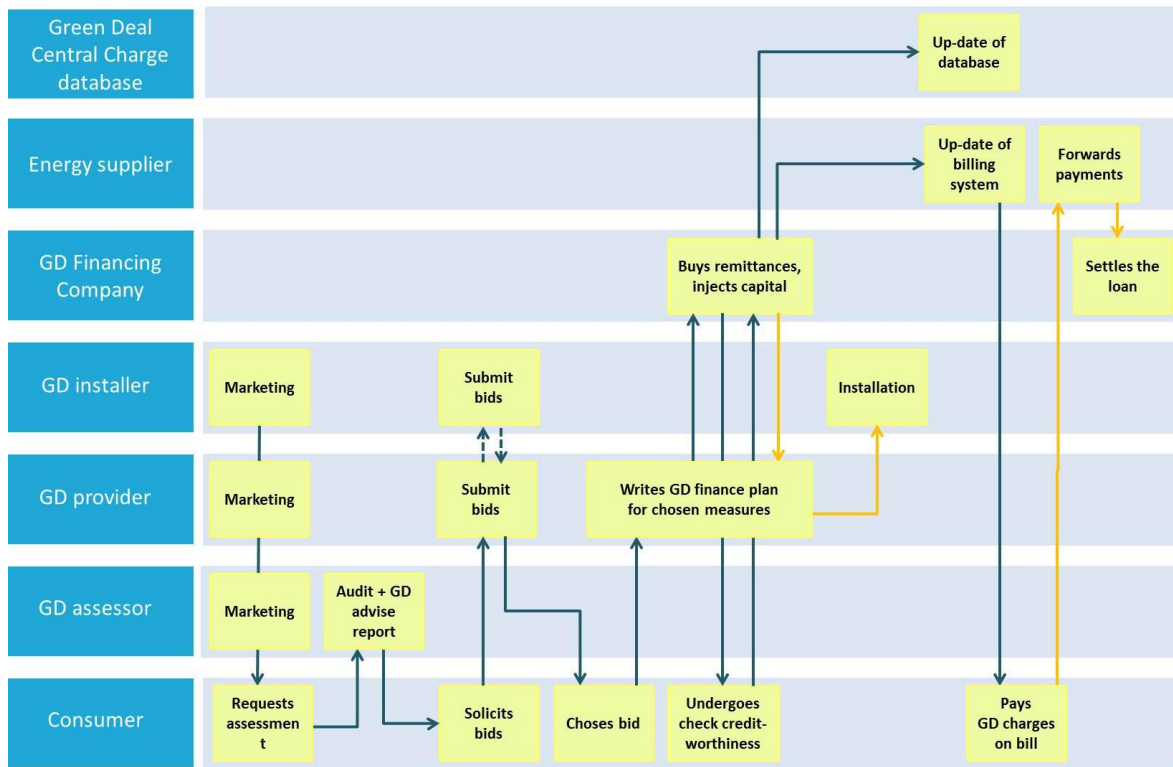 Green Deal
Central Charge
database
Up-date of
database
Energy supplier
Up-date of
billing
system
Forwards
payments
GD Financing
Company
Buys remittances,
injects capital
Settles the
loan
GD installer
Marketing
Submit
bids
Installation
GD provider
Marketing
Submit
bids
Writes GD finance plan
for chosen measures
GD assessor
Marketing
Audit + GD
advise
report
Consumer
Requests
assessmen
t
Solicits
bids
Choses bid
Undergoes
check credit-
worthiness
Pays
GD charges
on bill